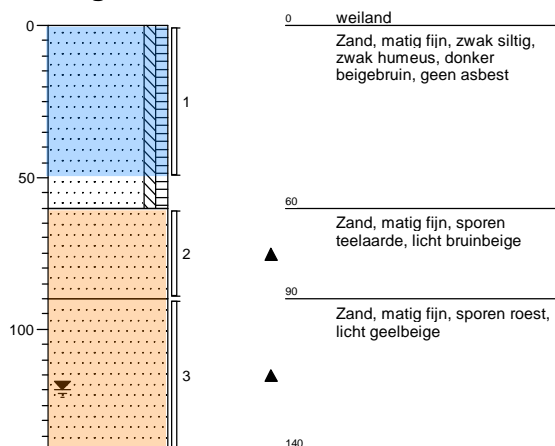 0
50
100
1
2
3
0
weiland
Zand, matig fijn, zwak siltig,
zwak humeus, donker
beigebruin, geen asbest
60
Zand, matig fijn, sporen
teelaarde, licht bruinbeige
90
Zand, matig fijn, sporen roest,
licht geelbeige
140